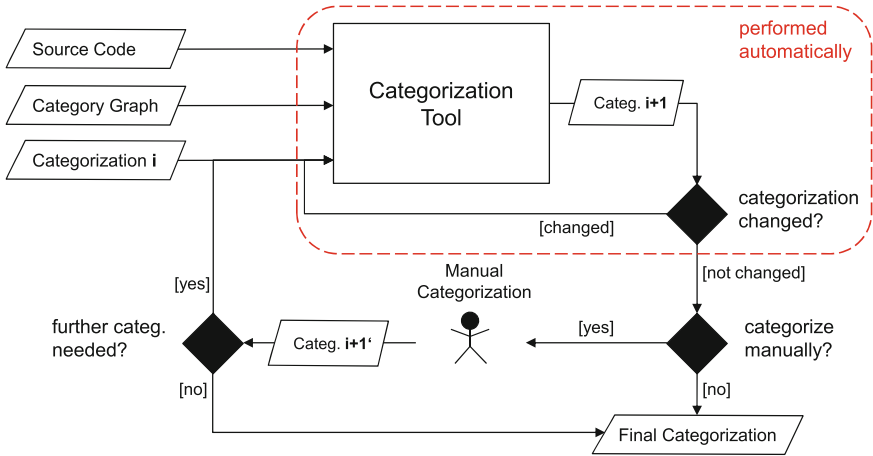 Source Code
Category Graph
Categorization i
Categorization
Tool
performed
automatically
Categ. i+1
categorization
changed?
[changed]
[not changed]
Manual
Categorization
[yes]
further categ.
needed?
Categ. i+1‘
[yes]
categorize
manually?
[no]
[no]
Final Categorization